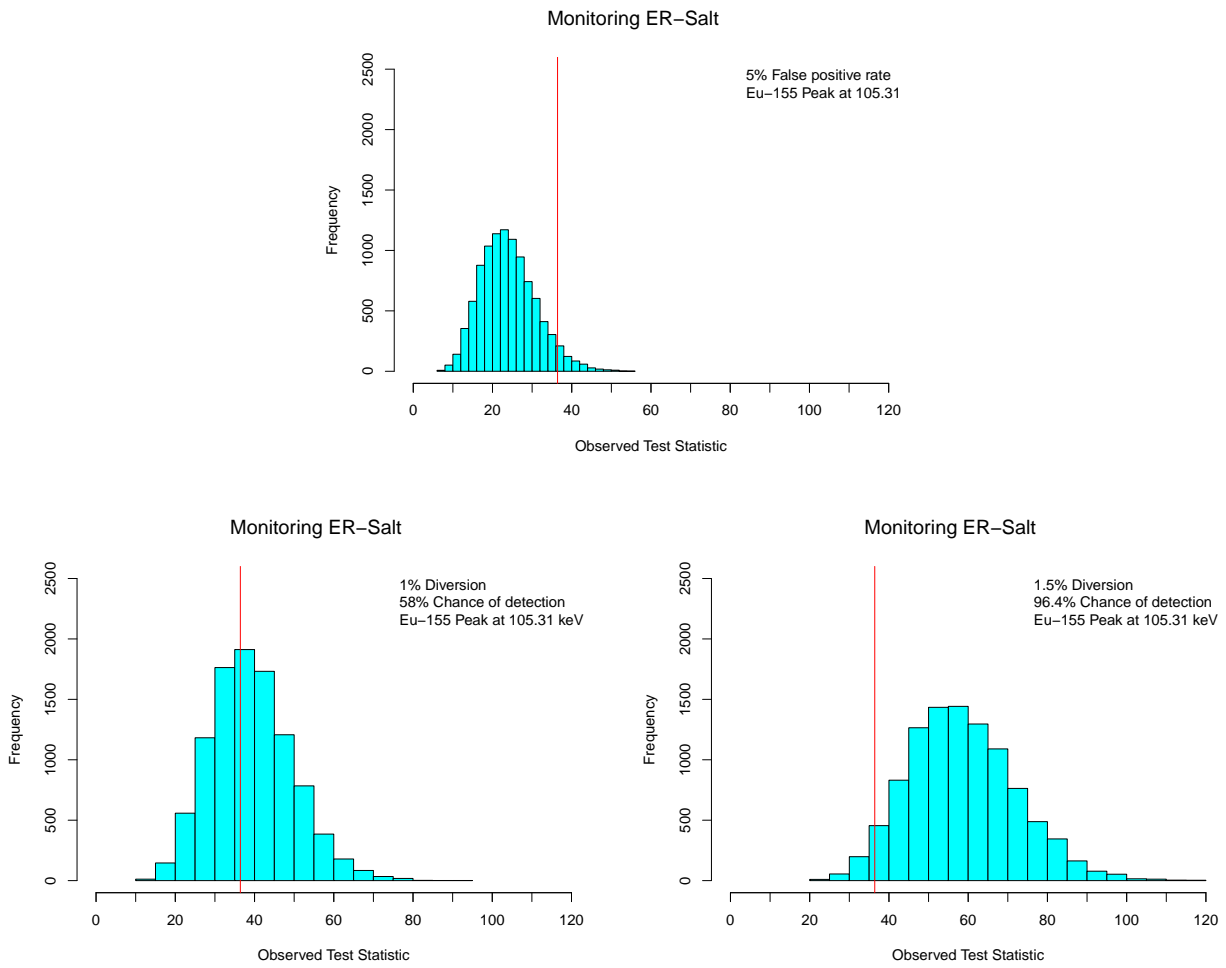 Monitoring ER−Salt
5% False positive rate
Eu−155 Peak at 105.31
Frequency
0
500
1000
1500
2000
2500
0 20 40 60 80 100 120
Observed Test Statistic
Monitoring ER−Salt
1% Diversion
58% Chance of detection
Eu−155 Peak at 105.31 keV
Frequency
0
500
1000
1500
2000
2500
0 20 40 60 80 100 120
Observed Test Statistic
Monitoring ER−Salt
1.5% Diversion
96.4% Chance of detection
Eu−155 Peak at 105.31 keV
Frequency
0
500
1000
1500
2000
2500
0 20 40 60 80 100 120
Observed Test Statistic